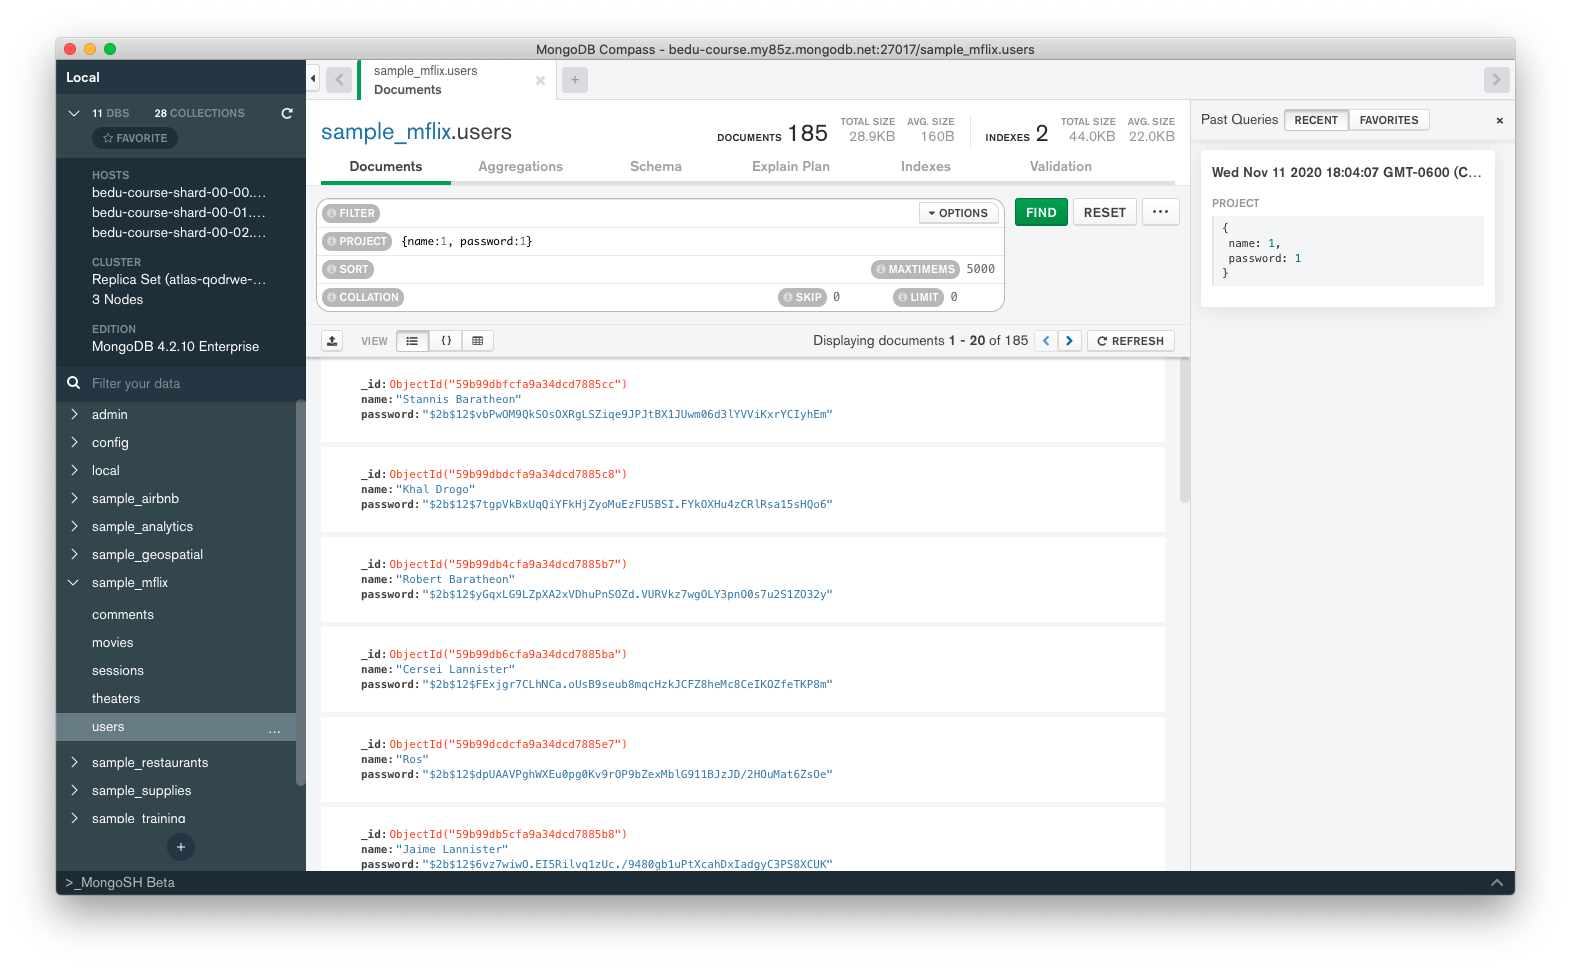 MongoDB Compass - bedu-course.my85z.mongodb.net:27017/sample_mflix.users
Local
11 DBS 28 COLLECTIONS
FAVORITE
HOSTS
bedu-course-shard-00-00....
bedu-course-shard-00-01....
bedu-course-shard-00-02....
CLUSTER
Replica Set (atlas-qodrwe-...
3 Nodes
EDITION
MongoDB 4.2.10 Enterprise
Filter your data
admin
config
local
sample_airbnb
sample_analytics
sample_geospatial
sample_mflix
comments
movies
sessions
theaters
users ...
sample_restaurants
sample_supplies
sample_training
+
>_MongoSH Beta
sample_mflix.users
Documents
+
sample_mflix.users
DOCUMENTS 185 TOTAL SIZE 28.9KB AVG. SIZE 160B
INDEXES 2 TOTAL SIZE 44.0KB AVG. SIZE 22.0KB
Documents Aggregations Schema Explain Plan Indexes Validation
FILTER OPTIONS FIND RESET ...
PROJECT {name:1, password:1}
SORT MAXTIMEMS 5000
COLLATION SKIP 0 LIMIT 0
VIEW {} Displaying documents 1 - 20 of 185 REFRESH
_id: ObjectId("59b99dbfcfa9a34dcd7885cc")
name: "Stannis Baratheon"
password: "$2b$12$vbPwOM9QkSOsOXRgLSZiqe9JPJtBX1JUwm06d3lYVViKxrYCIyhEm"
_id: ObjectId("59b99dbdcfa9a34dcd7885c8")
name: "Khal Drogo"
password: "$2b$12$7tgpVkBxUqQiYFkHjZyoMuEzFU5BSI.FYkOXHu4zCRlRsa15sHQo6"
_id: ObjectId("59b99db4cfa9a34dcd7885b7")
name: "Robert Baratheon"
password: "$2b$12$yGqxLG9LZpXA2xVDhuPnSOZd.VURVkz7wgOLY3pnO0s7u2S1ZO32y"
_id: ObjectId("59b99db6cfa9a34dcd7885ba")
name: "Cersei Lannister"
password: "$2b$12$FExjgr7CLhNCa.oUsB9seub8mqcHzkJCFZ8heMc8CeIKOZfeTKP8m"
_id: ObjectId("59b99dcdcfa9a34dcd7885e7")
name: "Ros"
password: "$2b$12$dpUAAVPghWXEu0pg0Kv9rOP9bZexMblG911BJzJD/2HOuMat6ZsOe"
_id: ObjectId("59b99db5cfa9a34dcd7885b8")
name: "Jaime Lannister"
password: "$2b$12$6vz7wiwO.EI5Rilvq1zUc./9480gb1uPtXcahDxIadgyC3PS8XCUK"
Past Queries RECENT FAVORITES
Wed Nov 11 2020 18:04:07 GMT-0600 (C...
PROJECT
{
name: 1,
password: 1
}